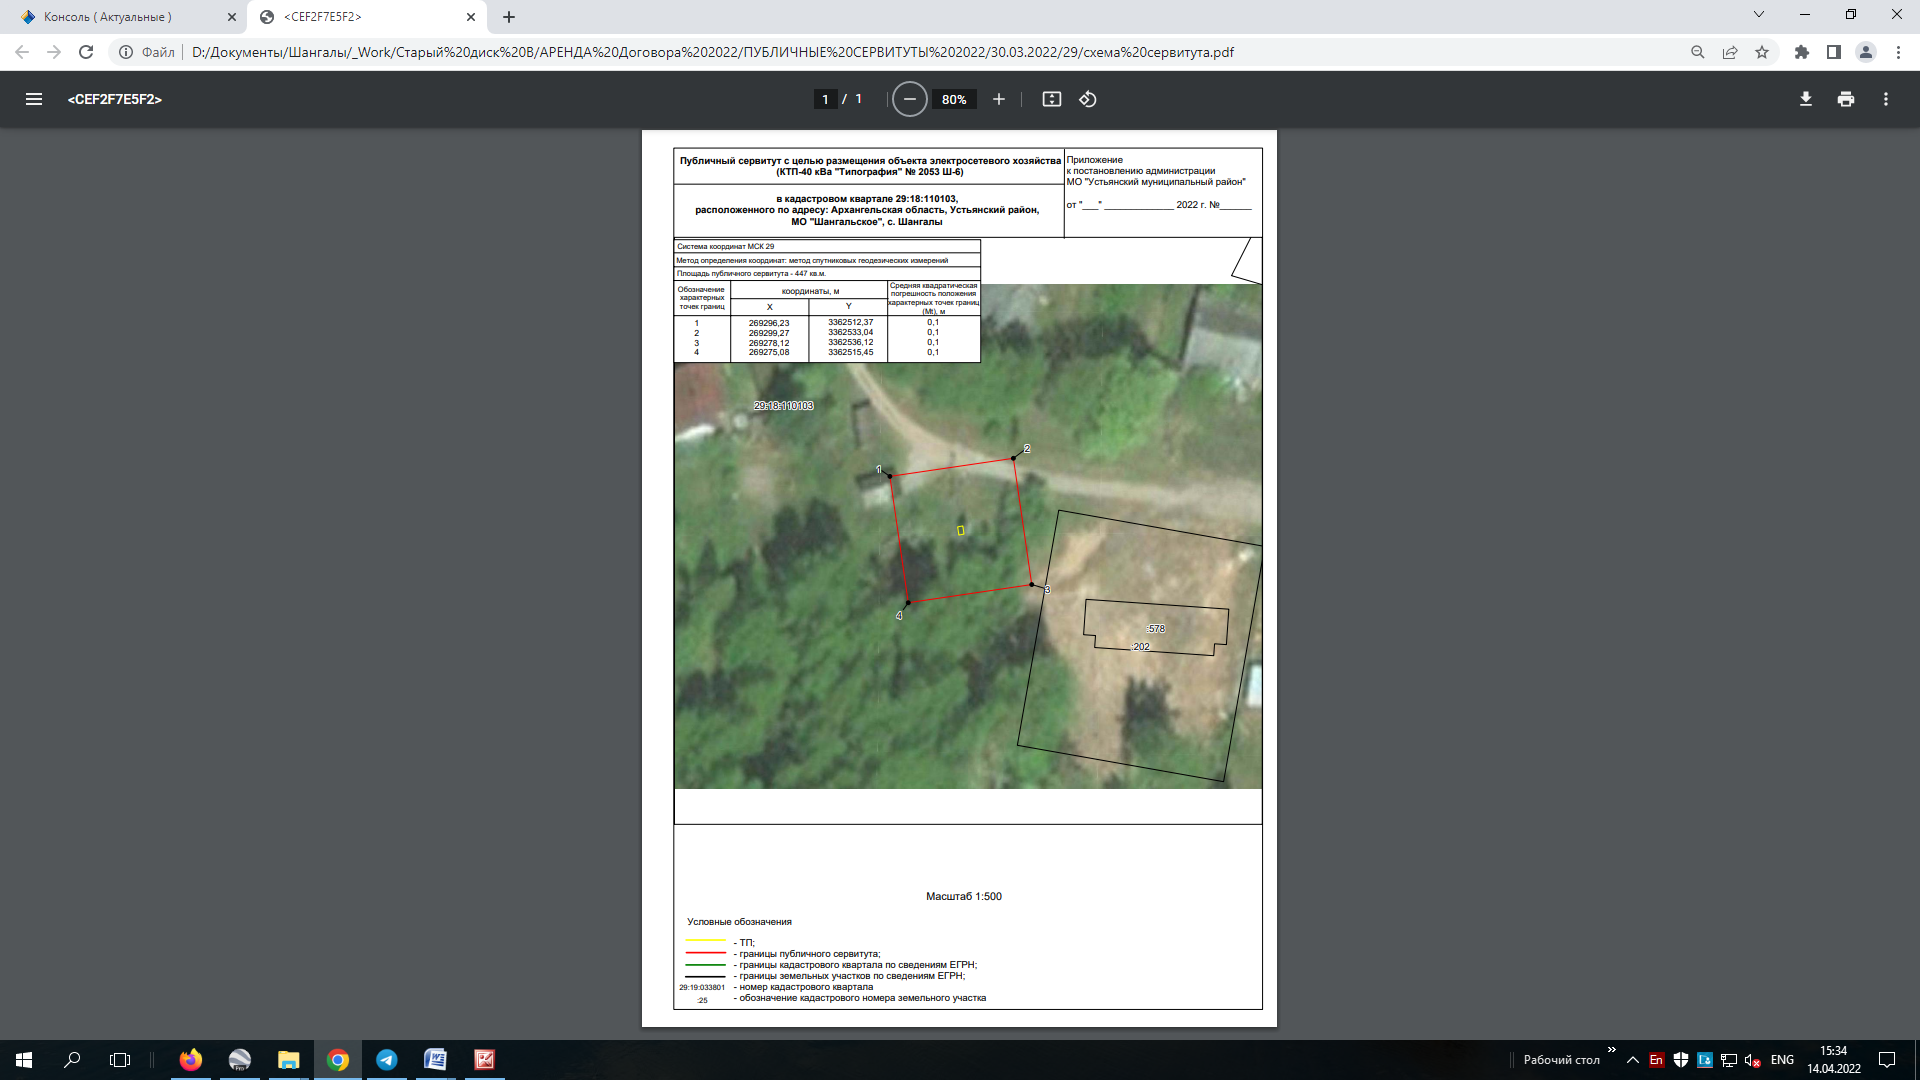 Консоль ( Актуальные )
<CEF2F7E5F2>
Файл
D:/Документы/Шангалы/_Work/Старый%20диск%20В/АРЕНДА%20Договора%202022/ПУБЛИЧНЫЕ%20СЕРВИТУТЫ%202022/30.03.2022/29/схема%20сервитута.pdf
<CEF2F7E5F2>
1 / 1
80%
Публичный сервитут с целью размещения объекта электросетевого хозяйства
(КТП-40 кВа "Типография" № 2053 Ш-6)
Приложение
к постановлению администрации
МО "Устьянский муниципальный район"
от "___" _____________ 2022 г. №______
в кадастровом квартале 29:18:110103,
расположенного по адресу: Архангельская область, Устьянский район,
МО "Шангальское", с. Шангалы
Система координат МСК 29
Метод определения координат: метод спутниковых геодезических измерений
Площадь публичного сервитута - 447 кв.м.
Обозначение
характерных
точек границ
координаты, м
X
Y
Средняя квадратическая
погрешность положения
характерных точек границ
(Mt), м
1 269296,23 3362512,37 0,1
2 269299,27 3362533,04 0,1
3 269278,12 3362536,12 0,1
4 269275,08 3362515,45 0,1
29:18:110103
2
1
3
4
:578
:202
Масштаб 1:500
Условные обозначения
- ТП;
- границы публичного сервитута;
- границы кадастрового квартала по сведениям ЕГРН;
- границы земельных участков по сведениям ЕГРН;
29:19:033801 - номер кадастрового квартала
:25 - обозначение кадастрового номера земельного участка
Pro
Рабочий стол
En
ENG
15:34
14.04.2022